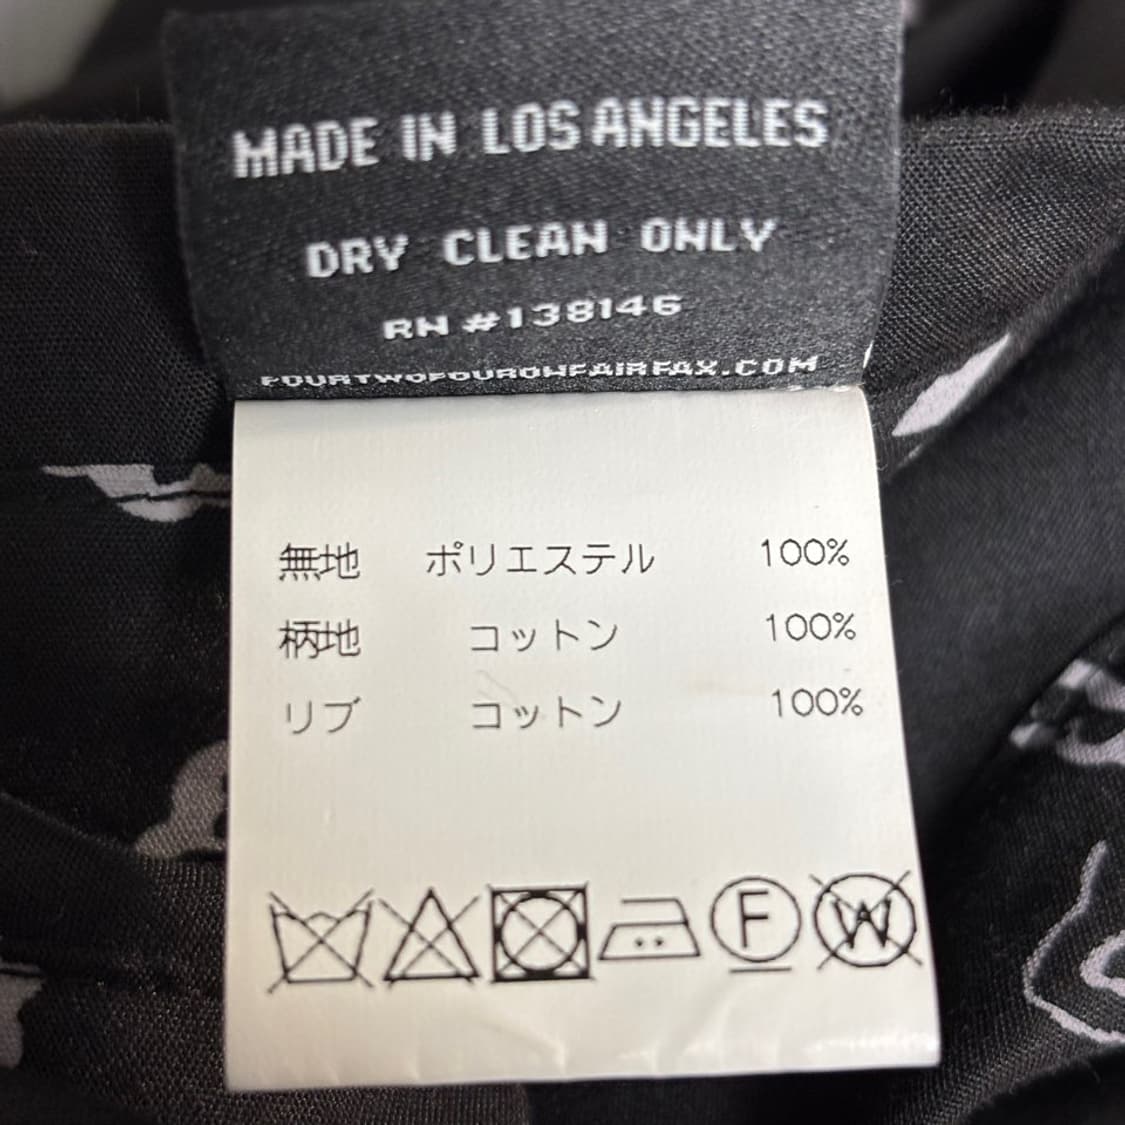 MADE IN LOS ANGELES
DRY CLEAN ONLY
RN #138146
FOURTWOFOURONFAIRFAX.COM
無地 ポリエステル 100%
柄地 コットン 100%
リブ コットン 100%
F W